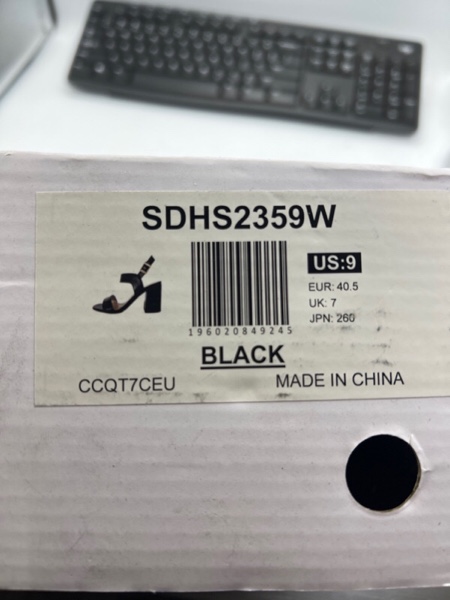 SDHS2359W
US:9
EUR: 40.5
UK: 7
JPN: 260
196020849245
BLACK
CCQT7CEU
MADE IN CHINA